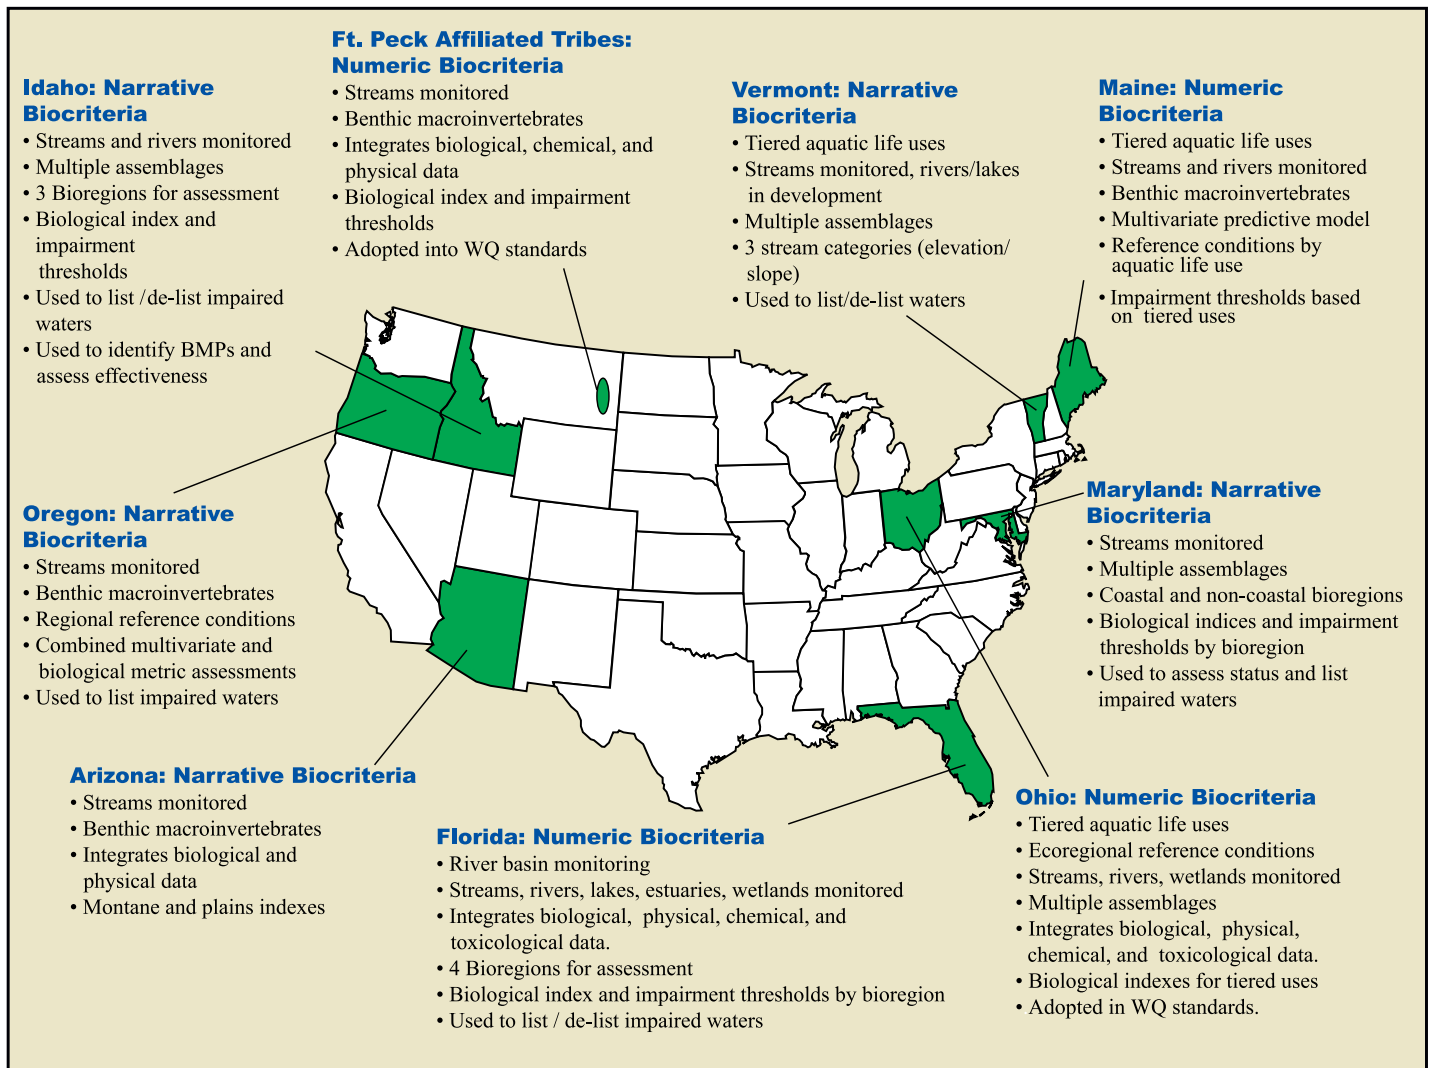 Idaho: Narrative
Biocriteria
• Streams and rivers monitored
• Multiple assemblages
• 3 Bioregions for assessment
• Biological index and
impairment
thresholds
• Used to list /de-list impaired
waters
• Used to identify BMPs and
assess effectiveness
Ft. Peck Affiliated Tribes:
Numeric Biocriteria
• Streams monitored
• Benthic macroinvertebrates
• Integrates biological, chemical, and
physical data
• Biological index and impairment
thresholds
• Adopted into WQ standards
Vermont: Narrative
Biocriteria
• Tiered aquatic life uses
• Streams monitored, rivers/lakes
in development
• Multiple assemblages
• 3 stream categories (elevation/
slope)
• Used to list/de-list waters
Maine: Numeric
Biocriteria
• Tiered aquatic life uses
• Streams and rivers monitored
• Benthic macroinvertebrates
• Multivariate predictive model
• Reference conditions by
aquatic life use
• Impairment thresholds based
on tiered uses
Oregon: Narrative
Biocriteria
• Streams monitored
• Benthic macroinvertebrates
• Regional reference conditions
• Combined multivariate and
biological metric assessments
• Used to list impaired waters
Maryland: Narrative
Biocriteria
• Streams monitored
• Multiple assemblages
• Coastal and non-coastal bioregions
• Biological indices and impairment
thresholds by bioregion
• Used to assess status and list
impaired waters
Arizona: Narrative Biocriteria
• Streams monitored
• Benthic macroinvertebrates
• Integrates biological and
physical data
• Montane and plains indexes
Florida: Numeric Biocriteria
• River basin monitoring
• Streams, rivers, lakes, estuaries, wetlands monitored
• Integrates biological, physical, chemical, and
toxicological data.
• 4 Bioregions for assessment
• Biological index and impairment thresholds by bioregion
• Used to list / de-list impaired waters
Ohio: Numeric Biocriteria
• Tiered aquatic life uses
• Ecoregional reference conditions
• Streams, rivers, wetlands monitored
• Multiple assemblages
• Integrates biological, physical,
chemical, and toxicological data.
• Biological indexes for tiered uses
• Adopted in WQ standards.